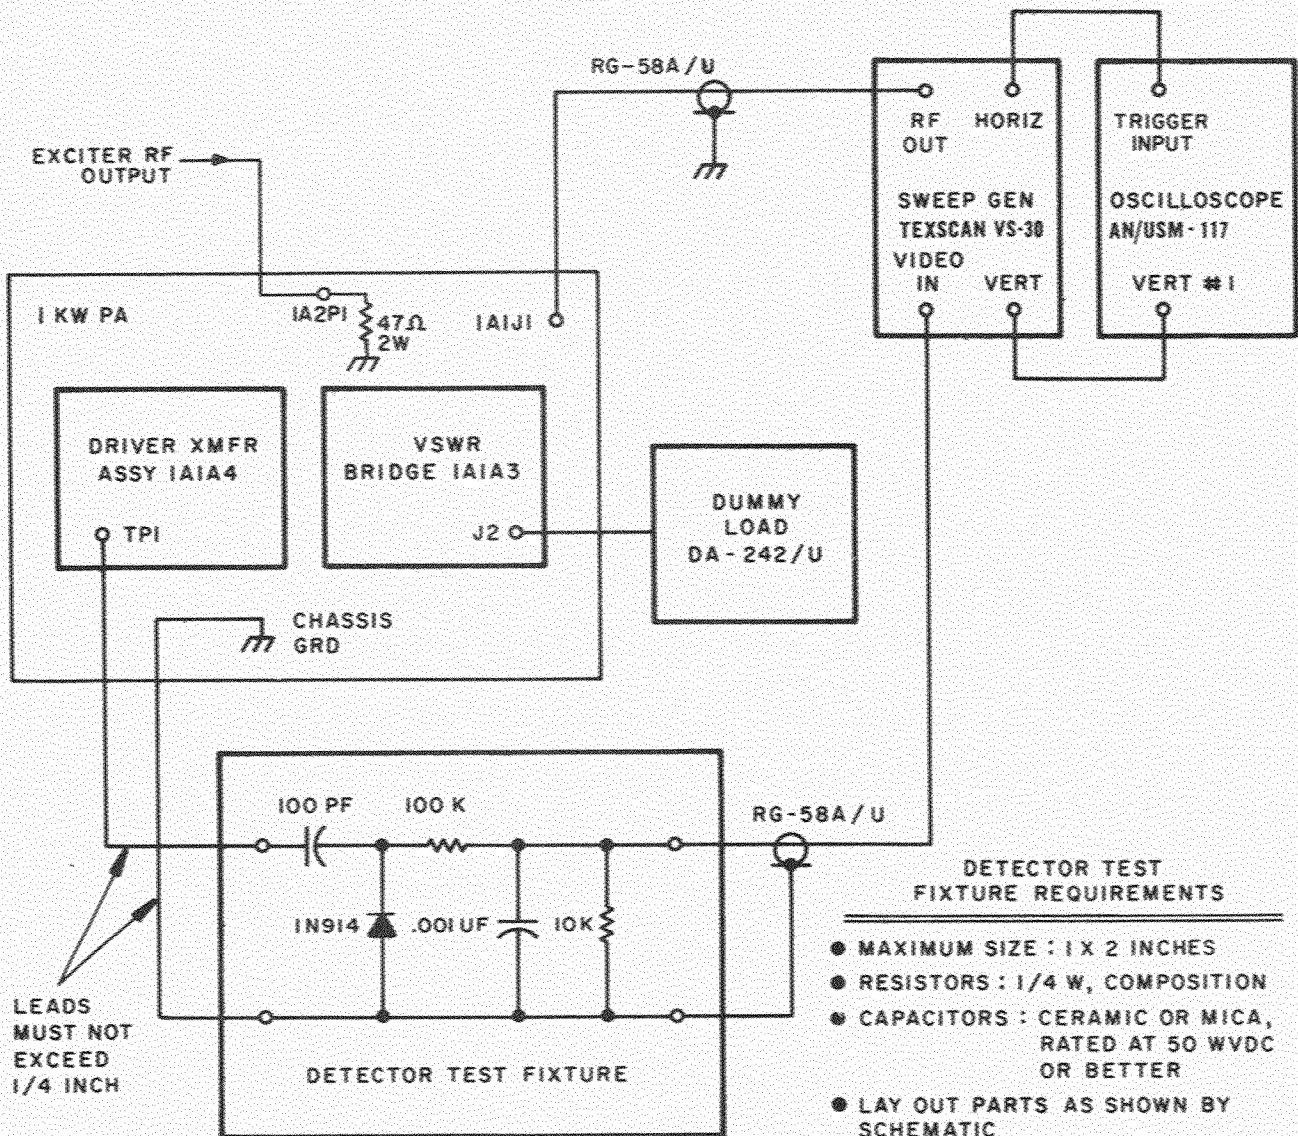 RG-58A/U
EXCITER RF
OUTPUT
RF
OUT
HORIZ
SWEEP GEN
TEXSCAN VS-30
VIDEO
IN
VERT
TRIGGER
INPUT
OSCILLOSCOPE
AN/USM-117
VERT #1
1 KW PA
1A2P1
47Ω
2W
1A1J1
DRIVER XMFR
ASSY 1A1A4
TP1
VSWR
BRIDGE 1A1A3
J2
DUMMY
LOAD
DA-242/U
CHASSIS
GRD
100 PF
100 K
1N914
.001UF
10K
RG-58A/U
LEADS
MUST NOT
EXCEED
1/4 INCH
DETECTOR TEST FIXTURE
DETECTOR TEST
FIXTURE REQUIREMENTS
● MAXIMUM SIZE : 1 X 2 INCHES
● RESISTORS : 1/4 W, COMPOSITION
● CAPACITORS : CERAMIC OR MICA,
RATED AT 50 WVDC
OR BETTER
● LAY OUT PARTS AS SHOWN BY
SCHEMATIC